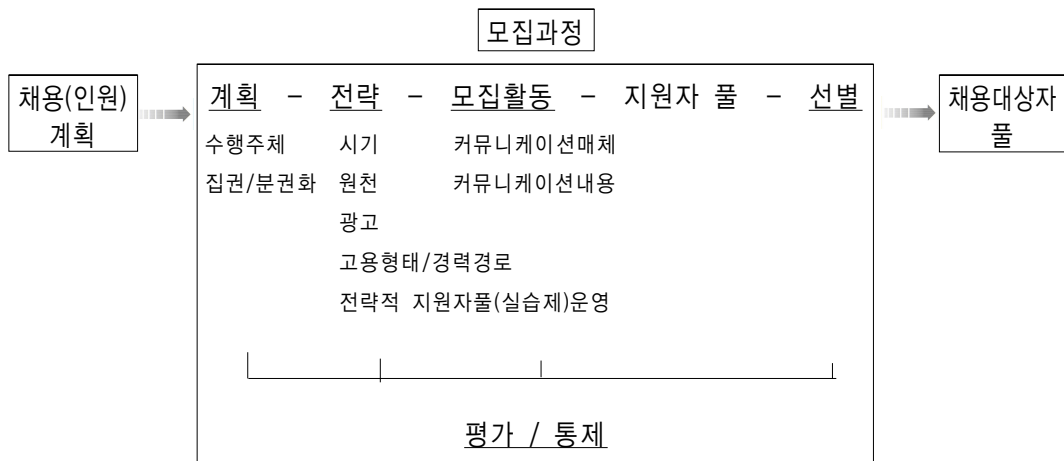 모집과정
채용(인원)
계획
계획 – 전략 – 모집활동 – 지원자 풀 – 선별
수행주체 시기 커뮤니케이션매체
집권/분권화 원천 커뮤니케이션내용
광고
고용형태/경력경로
전략적 지원자풀(실습제)운영
평가 / 통제
채용대상자
풀